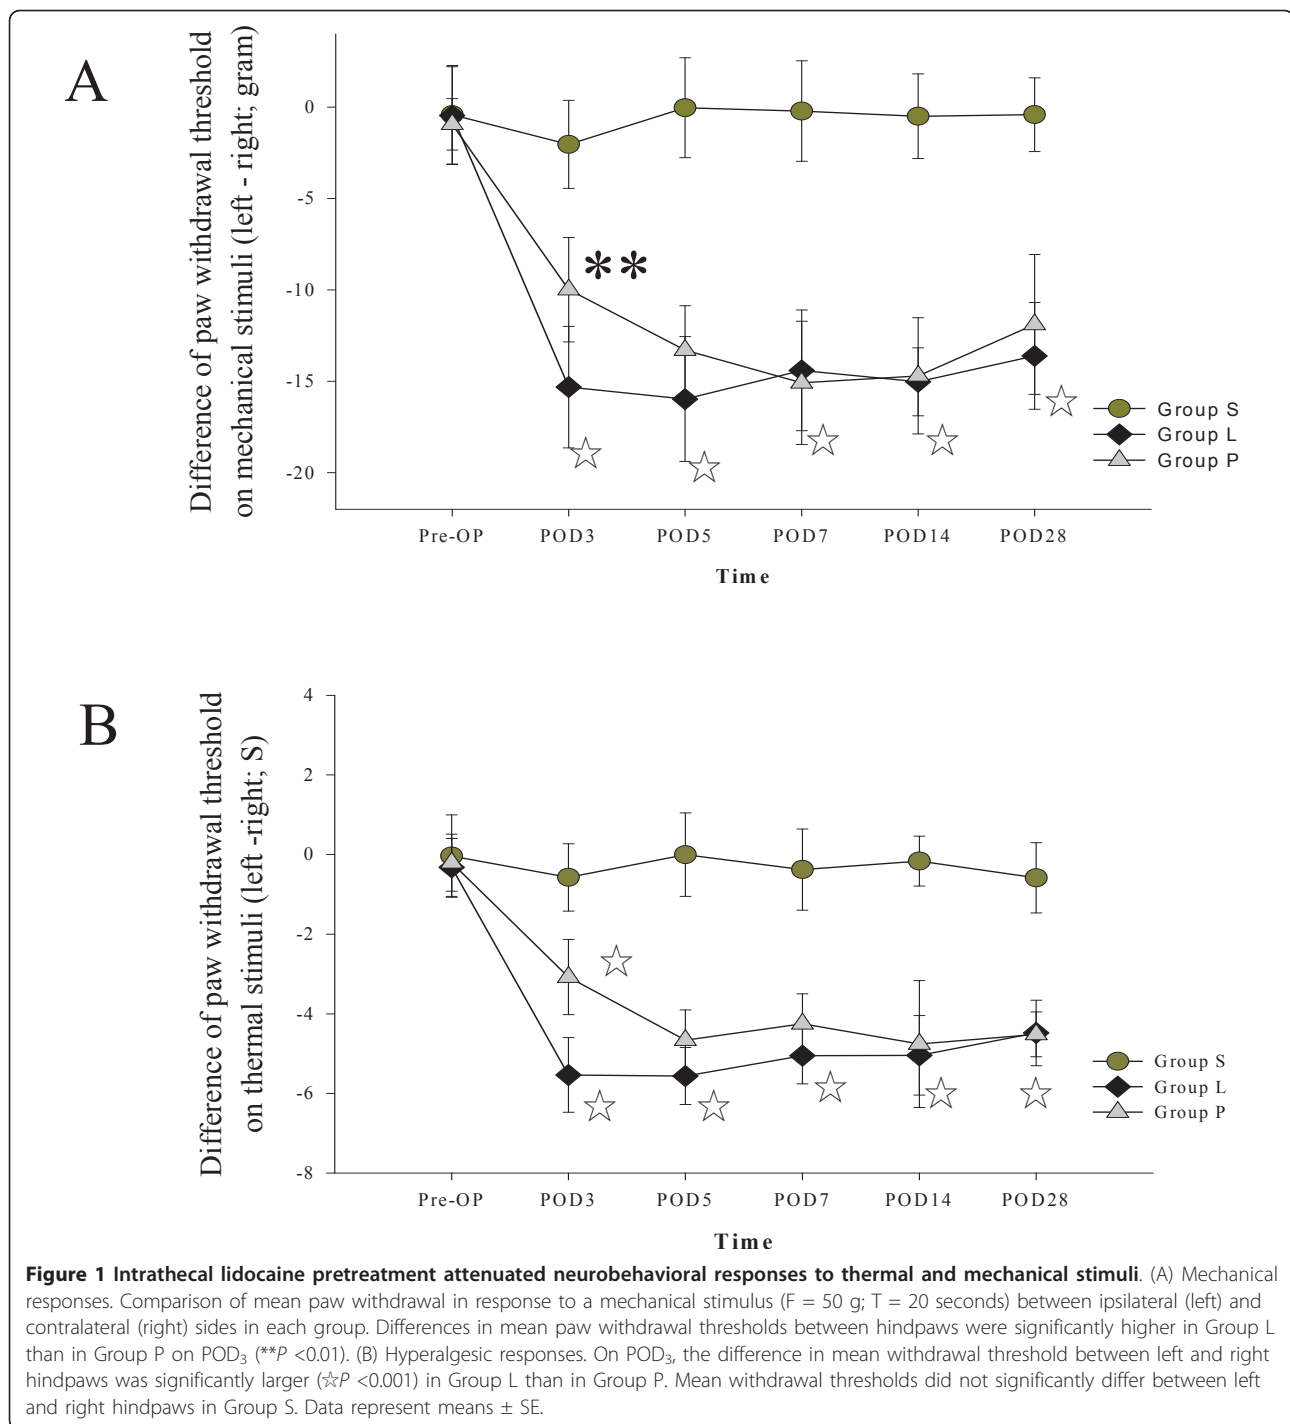 A
Difference of paw withdrawal threshold
on mechanical stimuli (left - right; gram)
0
-5
-10
-15
-20
**
☆
☆
☆
☆
☆
Group S
Group L
Group P
Pre-OP
POD3
POD5
POD7
POD14
POD28
Time
B
Difference of paw withdrawal threshold
on thermal stimuli (left -right; S)
4
2
0
-2
-4
-6
-8
☆
☆
☆
☆
☆
☆
Group S
Group L
Group P
Pre-OP
POD3
POD5
POD7
POD14
POD28
Time
Figure 1 Intrathecal lidocaine pretreatment attenuated neurobehavioral responses to thermal and mechanical stimuli. (A) Mechanical
responses. Comparison of mean paw withdrawal in response to a mechanical stimulus (F = 50 g; T = 20 seconds) between ipsilateral (left) and
contralateral (right) sides in each group. Differences in mean paw withdrawal thresholds between hindpaws were significantly higher in Group L
than in Group P on POD₃ (**P <0.01). (B) Hyperalgesic responses. On POD₃, the difference in mean withdrawal threshold between left and right
hindpaws was significantly larger (☆P <0.001) in Group L than in Group P. Mean withdrawal thresholds did not significantly differ between left
and right hindpaws in Group S. Data represent means ± SE.